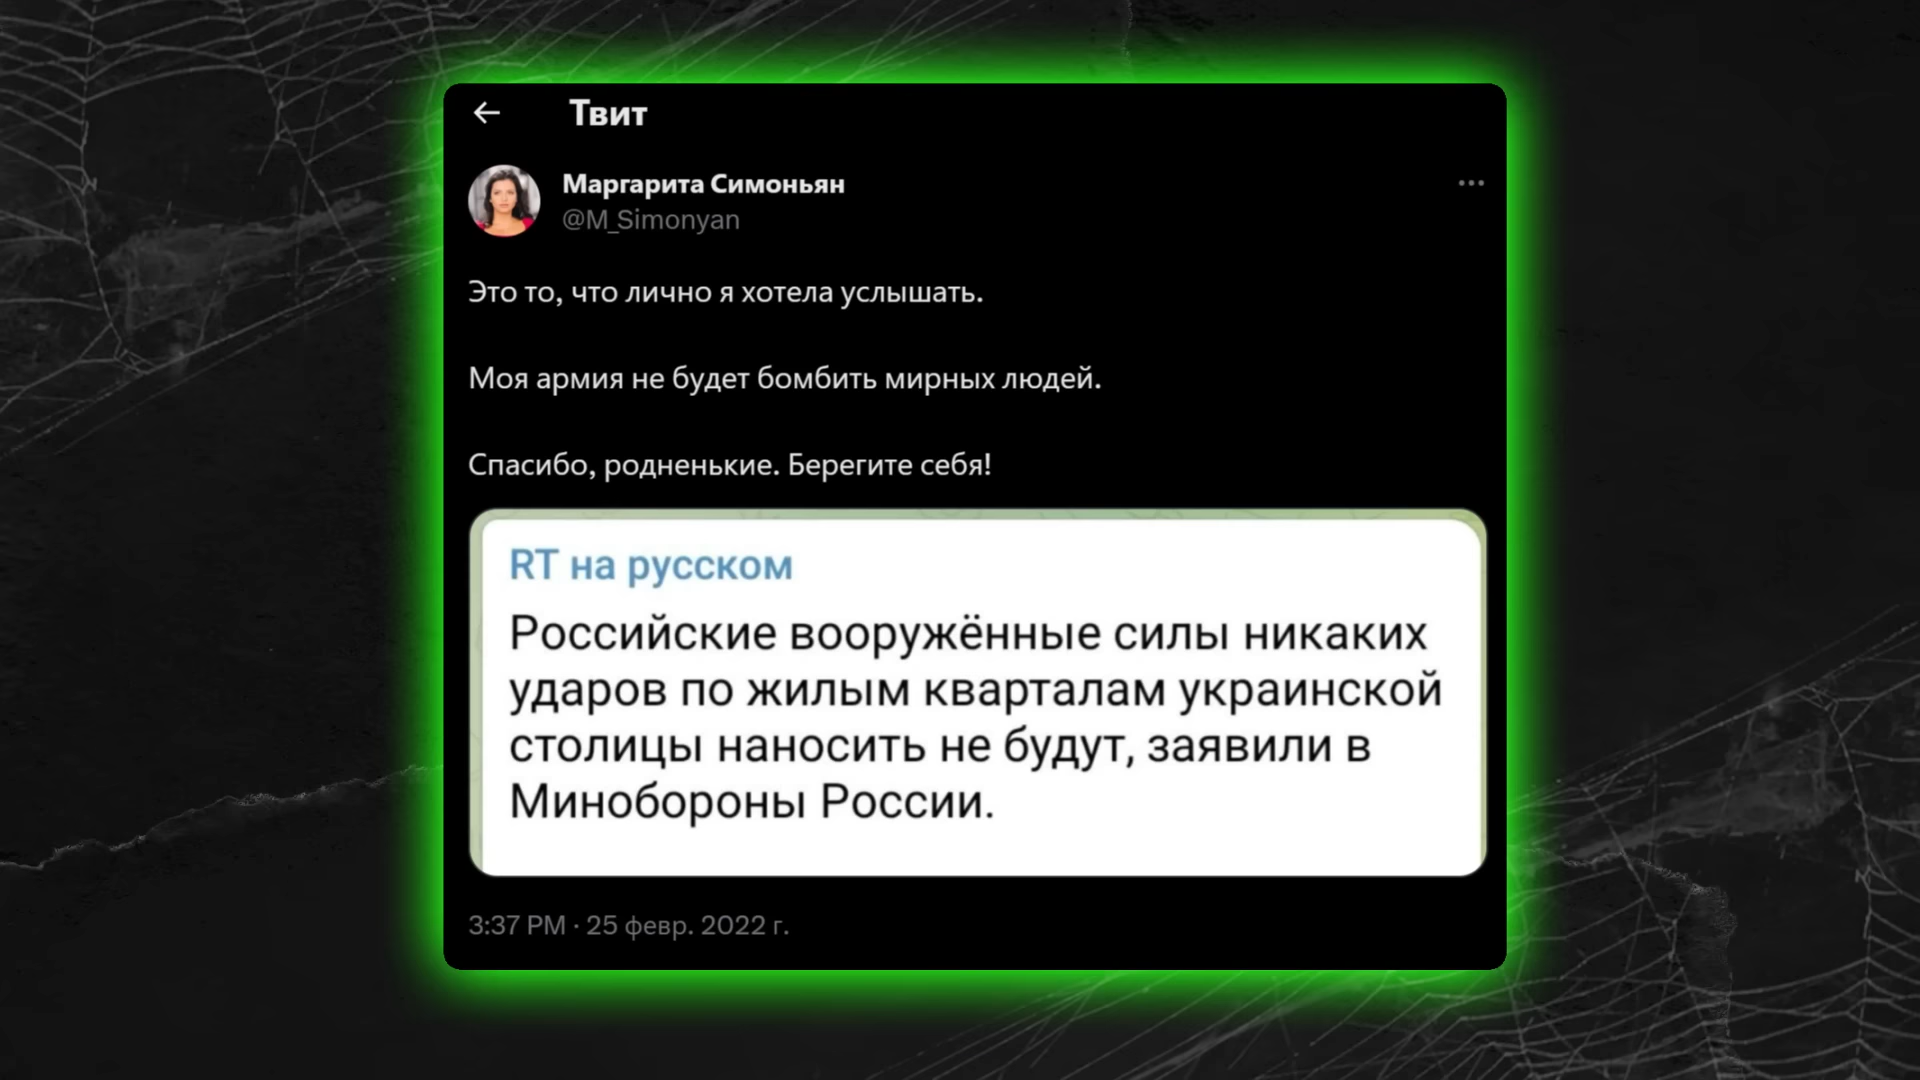 Твит
Маргарита Симоньян
@M_Simonyan
Это то, что лично я хотела услышать.
Моя армия не будет бомбить мирных людей.
Спасибо, родненькие. Берегите себя!
RT на русском
Российские вооружённые силы никаких
ударов по жилым кварталам украинской
столицы наносить не будут, заявили в
Минобороны России.
3:37 PM · 25 февр. 2022 г.